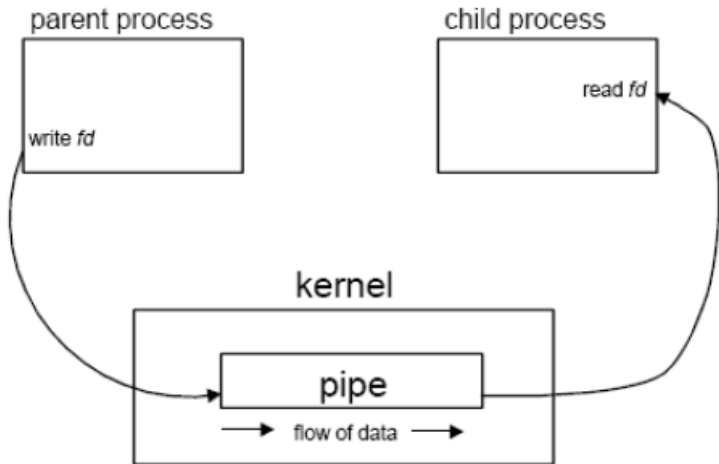 parent process
child process
read fd
write fd
kernel
pipe
flow of data